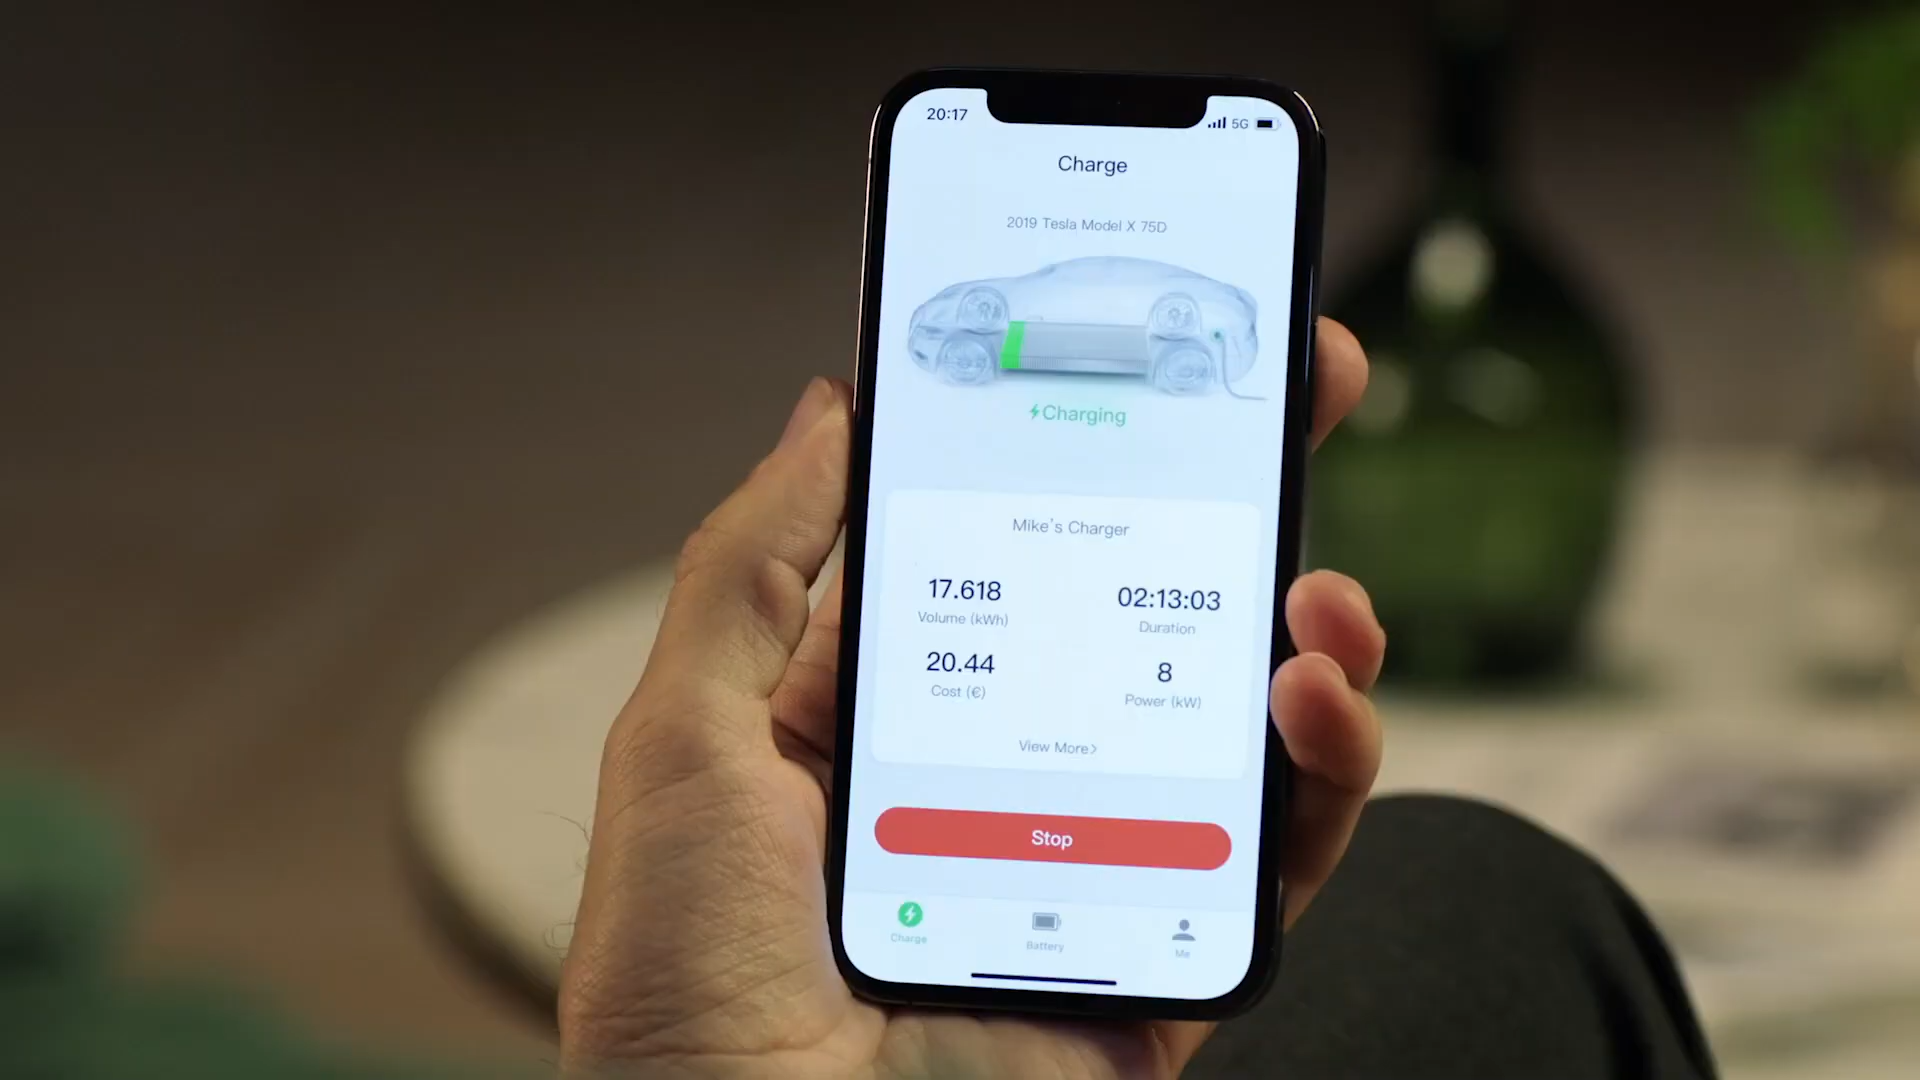 20:17
5G
Charge
2019 Tesla Model X 75D
Charging
Mike's Charger
17.618
Volume (kWh)
02:13:03
Duration
20.44
Cost (€)
8
Power (kW)
View More>
Stop
Charge
Battery
Me